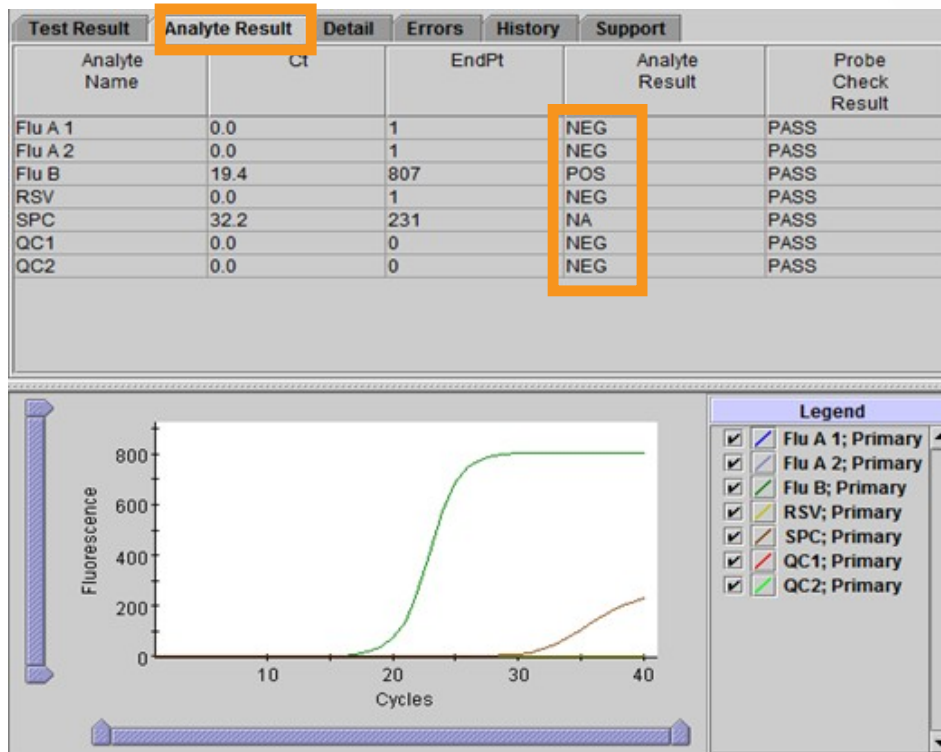 Test Result Analyte Result Detail Errors History Support
Analyte Name Ct EndPt Analyte Result Probe Check Result
Flu A 1 0.0 1 NEG PASS
Flu A 2 0.0 1 NEG PASS
Flu B 19.4 807 POS PASS
RSV 0.0 1 NEG PASS
SPC 32.2 231 NA PASS
QC1 0.0 0 NEG PASS
QC2 0.0 0 NEG PASS
Legend
Flu A 1; Primary
Flu A 2; Primary
Flu B; Primary
RSV; Primary
SPC; Primary
QC1; Primary
QC2; Primary
Fluorescence
800
600
400
200
0
10 20 30 40
Cycles